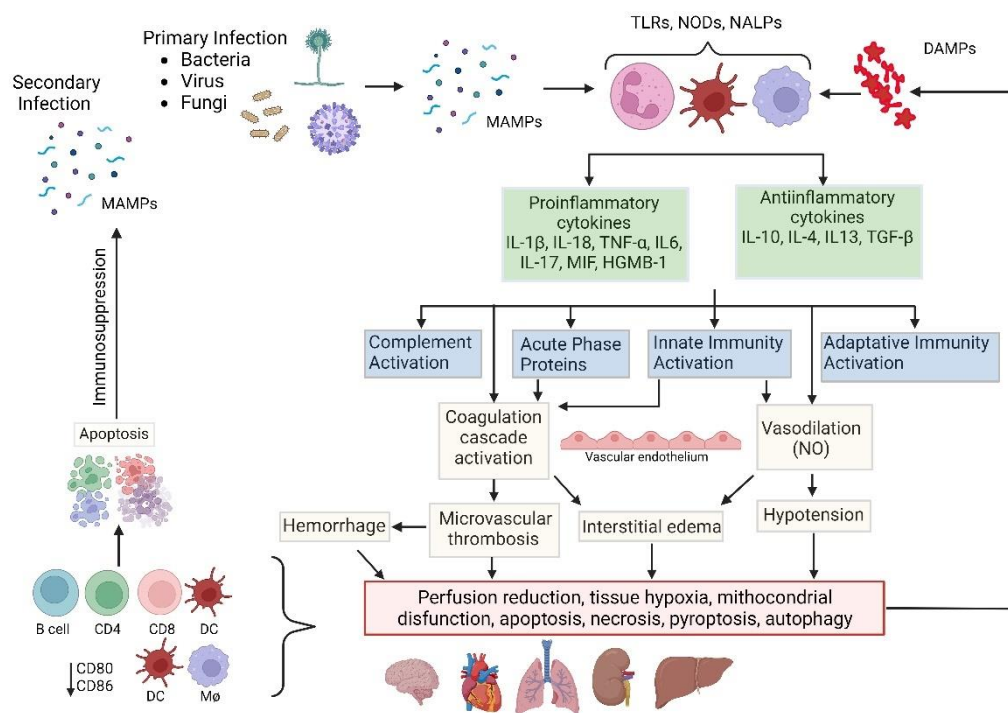 Primary Infection
• Bacteria
• Virus
• Fungi
Secondary
Infection
MAMPs
MAMPs
TLRs, NODs, NALPs
DAMPs
Proinflammatory
cytokines
IL-1β, IL-18, TNF-α, IL6,
IL-17, MIF, HGMB-1
Antiinflammatory
cytokines
IL-10, IL-4, IL13, TGF-β
Complement
Activation
Acute Phase
Proteins
Innate Immunity
Activation
Adaptative Immunity
Activation
Immunosuppression
Apoptosis
Coagulation
cascade
activation
Vascular endothelium
Vasodilation
(NO)
Hemorrhage
Microvascular
thrombosis
Interstitial edema
Hypotension
Perfusion reduction, tissue hypoxia, mithocondrial
disfunction, apoptosis, necrosis, pyroptosis, autophagy
B cell
CD4
CD8
DC
CD80
CD86
DC
Mø